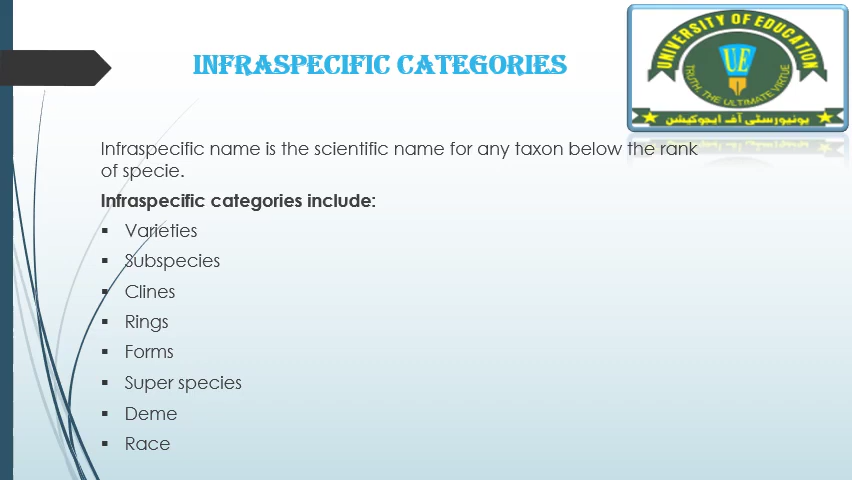 INFRASPECIFIC CATEGORIES
UNIVERSITY OF EDUCATION
UE
TRUTH THE ULTIMATE VIRTUE
یونیورسٹی آف ایجوکیشن
Infraspecific name is the scientific name for any taxon below the rank
of specie.
Infraspecific categories include:
▪ Varieties
▪ Subspecies
▪ Clines
▪ Rings
▪ Forms
▪ Super species
▪ Deme
▪ Race